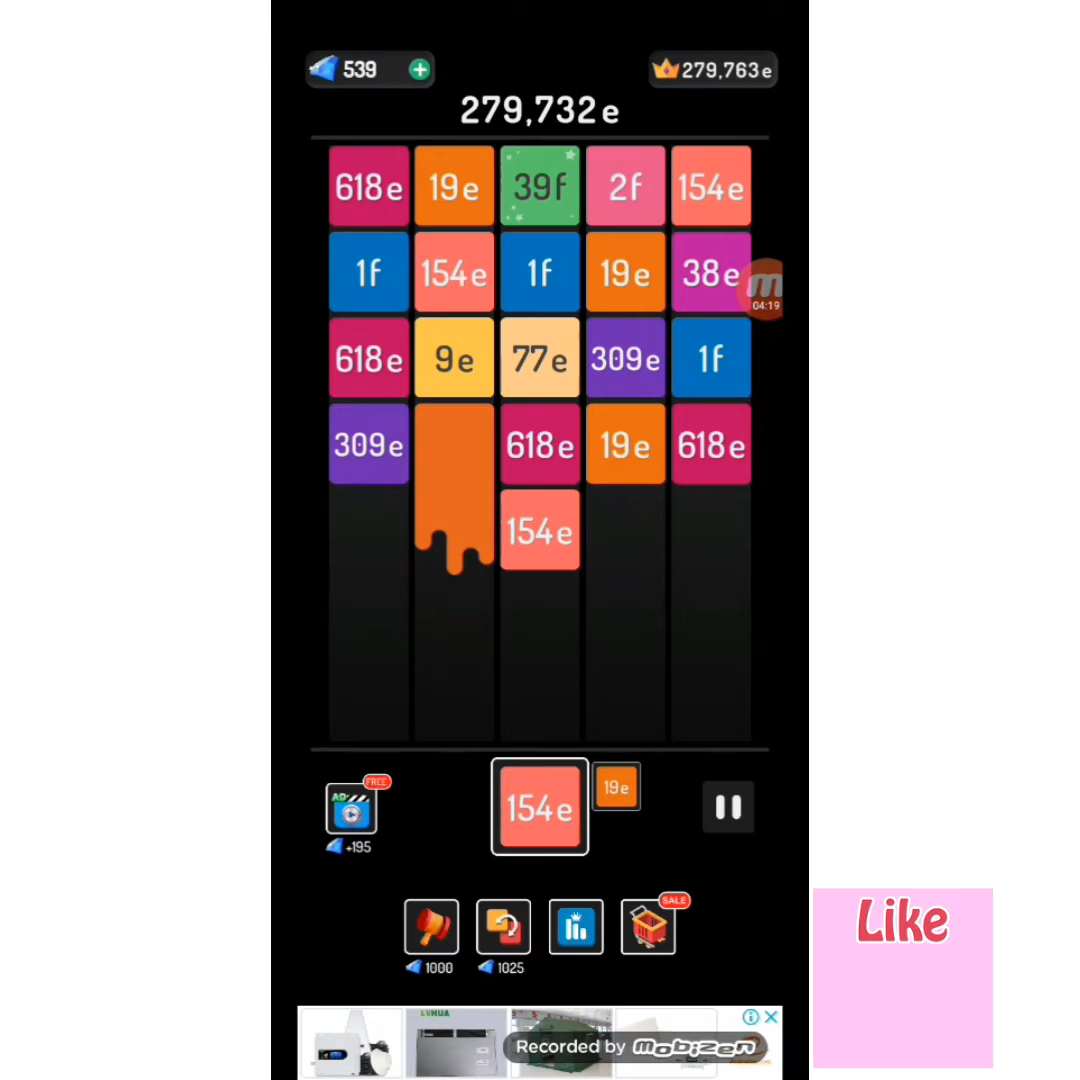 539
279,763e
279,732e
618e 19e 39f 2f 154e
1f 154e 1f 19e 38e
04:19
618e 9e 77e 309e 1f
309e 618e 19e 618e
154e
FREE
AD
154e 19e
+195
SALE
1000 1025
Like
LVHUA
Recorded by mobizen